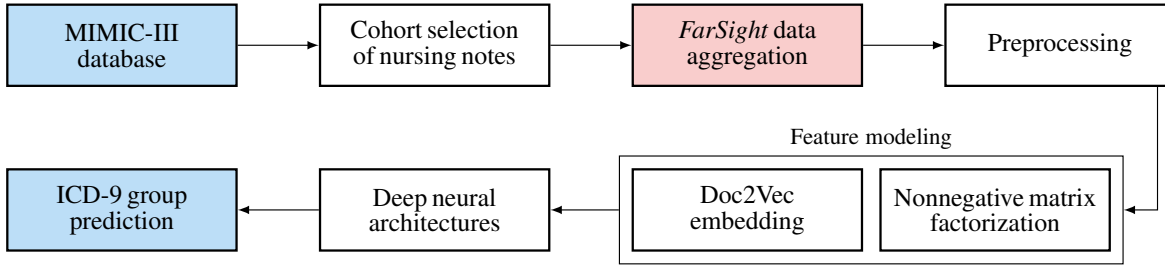 MIMIC-III
database
Cohort selection
of nursing notes
FarSight data
aggregation
Preprocessing
Feature modeling
ICD-9 group
prediction
Deep neural
architectures
Doc2Vec
embedding
Nonnegative matrix
factorization